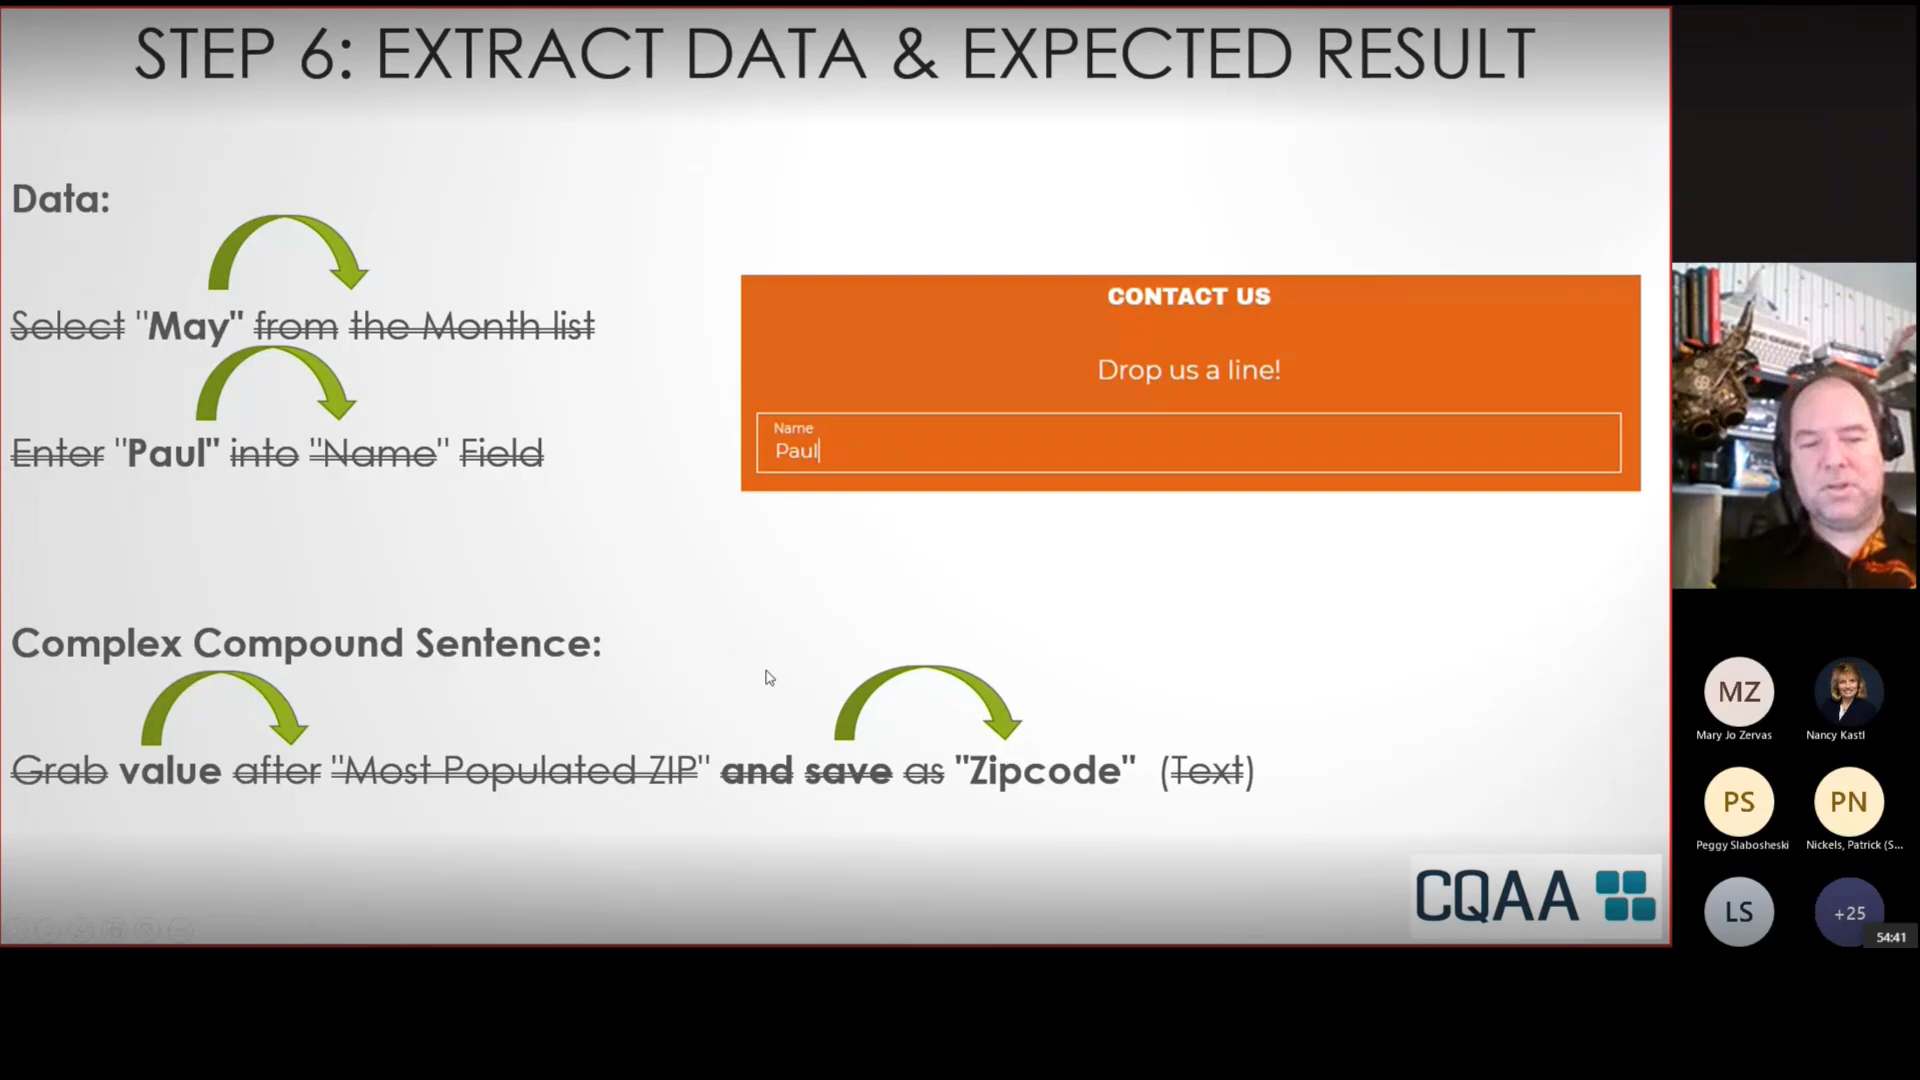 STEP 6: EXTRACT DATA & EXPECTED RESULT
Data:
Select "May" from the Month list
Enter "Paul" into "Name" Field
CONTACT US
Drop us a line!
Name
Paul
Complex Compound Sentence:
Grab value after "Most Populated ZIP" and save as "Zipcode" (Text)
CQAA
MZ
Mary Jo Zervas
Nancy Kastl
PS
Peggy Slabosheski
PN
Nickels, Patrick (S...
LS
+25
54:41